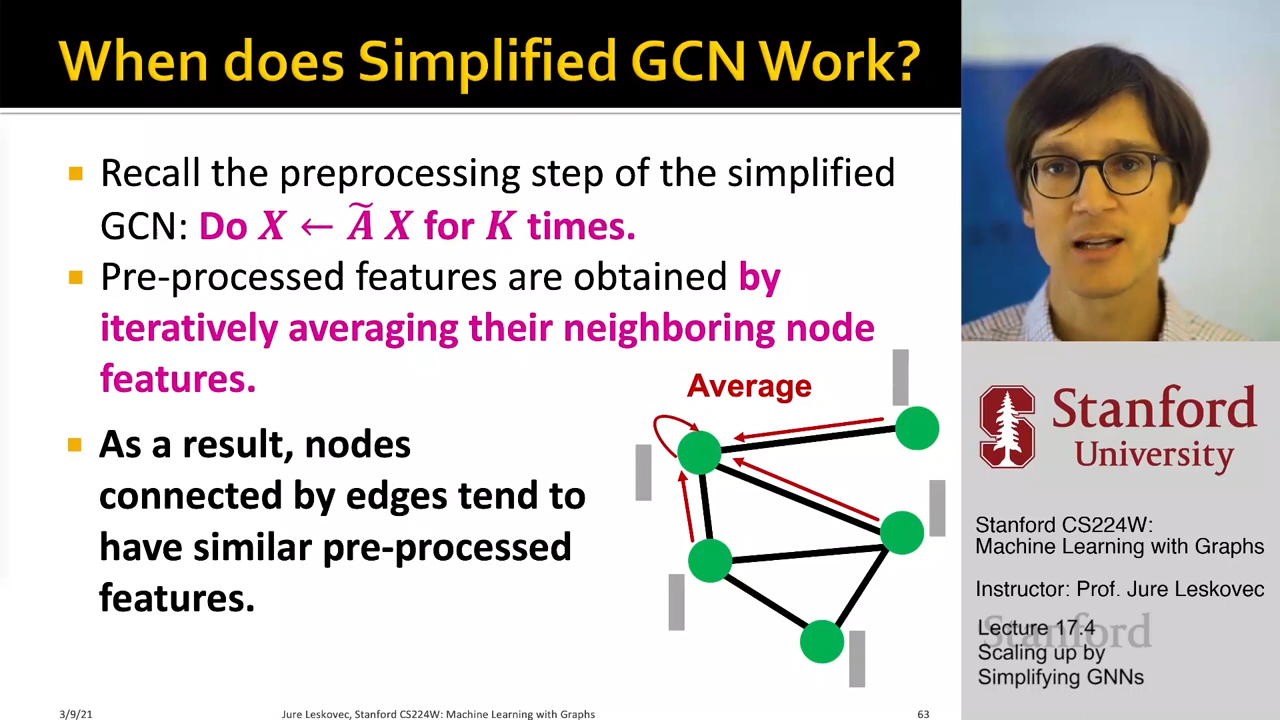 When does Simplified GCN Work?
Recall the preprocessing step of the simplified
GCN: Do X ← Ã X for K times.
Pre-processed features are obtained by
iteratively averaging their neighboring node
features.
As a result, nodes
connected by edges tend to
have similar pre-processed
features.
Average
3/9/21
Jure Leskovec, Stanford CS224W: Machine Learning with Graphs
63
Stanford
University
Stanford CS224W:
Machine Learning with Graphs
Instructor: Prof. Jure Leskovec
Stanford
Lecture 17.4
Scaling up by
Simplifying GNNs